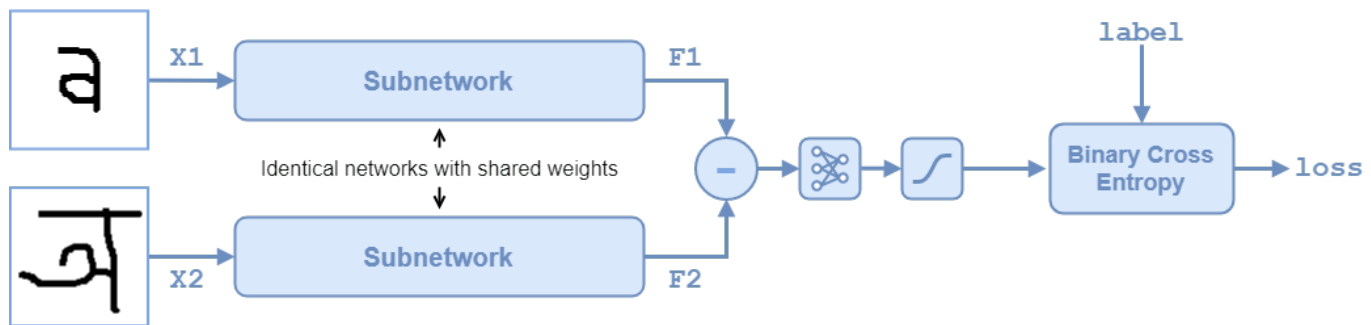 a
X1
Subnetwork
F1
label
Identical networks with shared weights
-
Binary Cross
Entropy
loss
X2
Subnetwork
F2